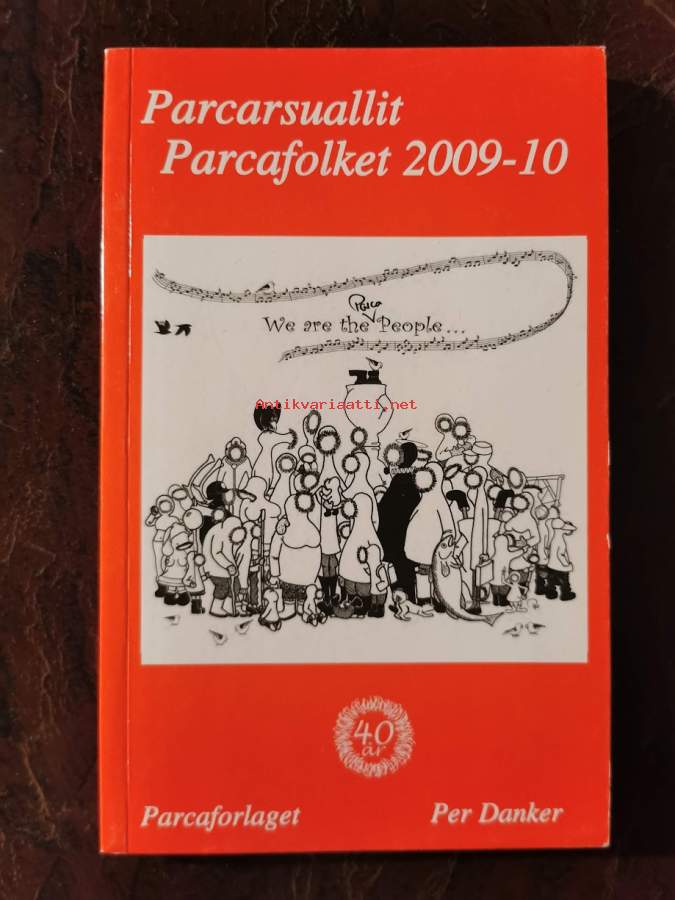 Parcarsuallit
Parcafolket 2009-10
Parca
We are the People...
Antikvariaatti.net
40
år
Parcaforlaget
Per Danker